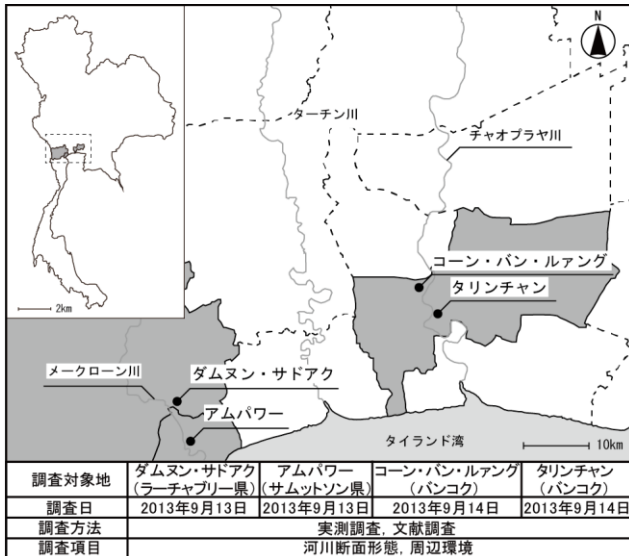 N
ターチン川
チャオプラヤ川
コーン・バン・ルァング
タリンチャン
2km
メークローン川
ダムヌン・サドアク
アムパワー
タイランド湾
10km
調査対象地 ダムヌン・サドアク アムパワー コーン・バン・ルァング タリンチャン
(ラーチャブリー県) (サムットソン県) (バンコク) (バンコク)
調査日 2013年9月13日 2013年9月13日 2013年9月14日 2013年9月14日
調査方法 実測調査, 文献調査
調査項目 河川断面形態, 周辺環境